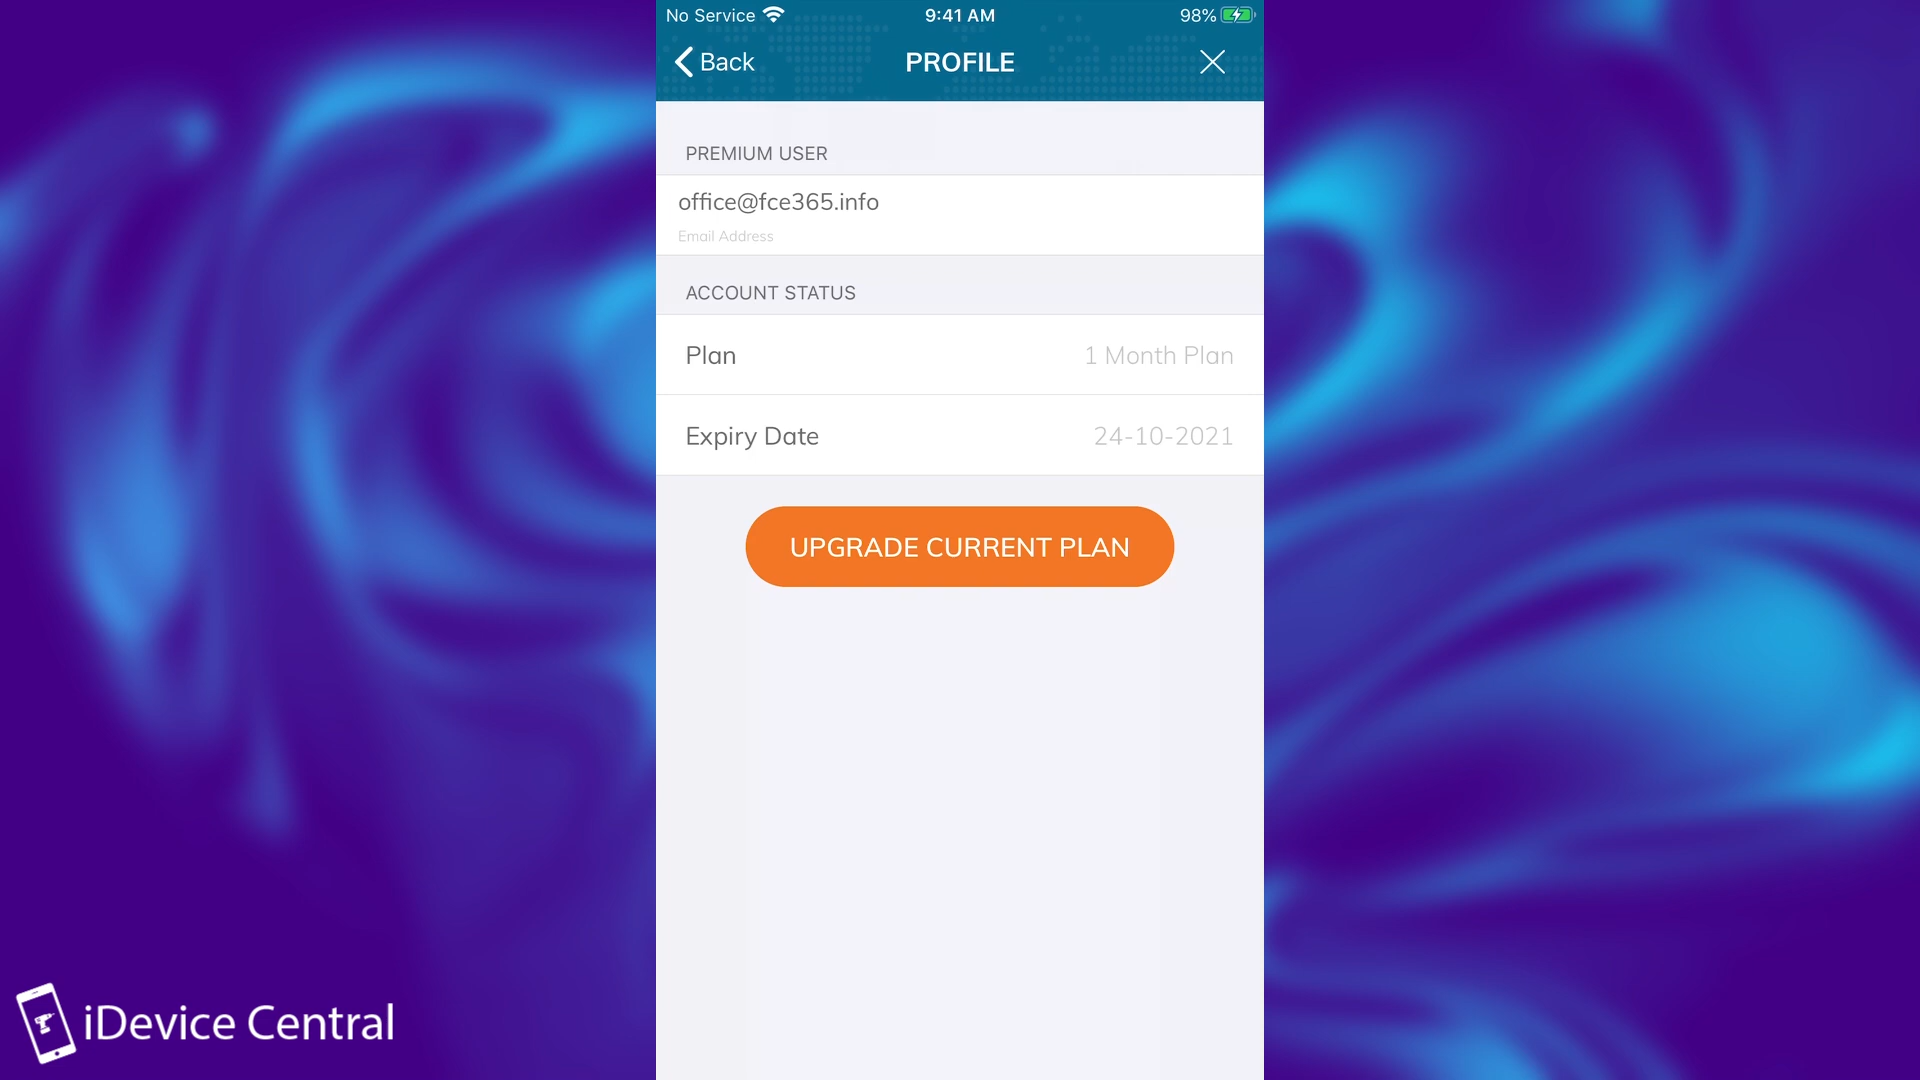 No Service 9:41 AM 98%
Back PROFILE
PREMIUM USER
office@fce365.info
Email Address
ACCOUNT STATUS
Plan 1 Month Plan
Expiry Date 24-10-2021
UPGRADE CURRENT PLAN
iDevice Central